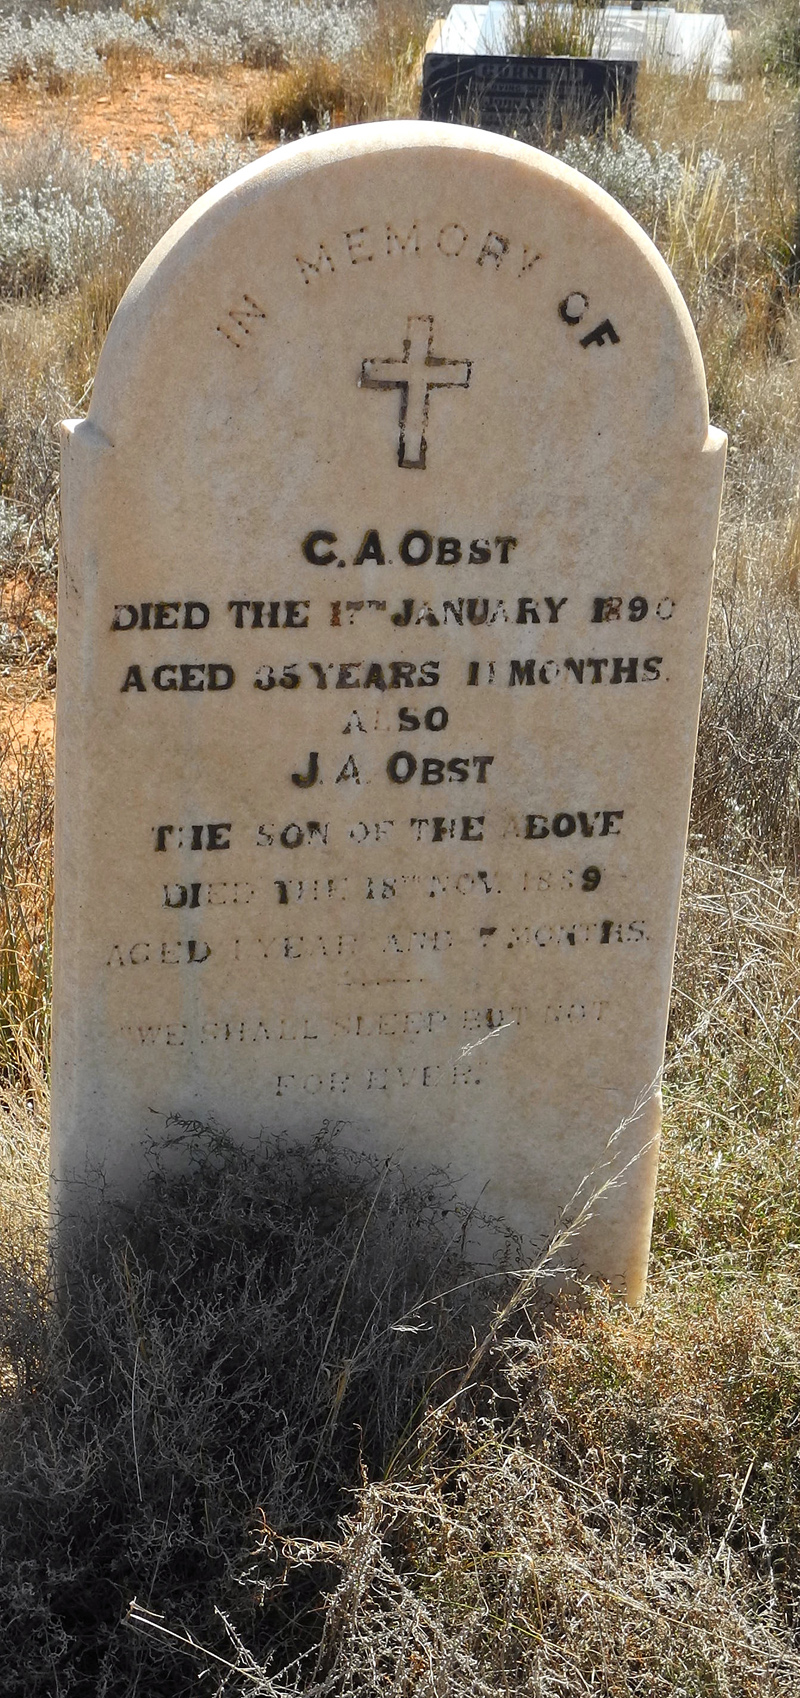 IN MEMORY OF
C. A. OBST
DIED THE 17TH JANUARY 1890
AGED 35 YEARS 11 MONTHS.
ALSO
J. A. OBST
THE SON OF THE ABOVE
DIED THE 18TH NOV. 1889
AGED 1 YEAR AND 7 MONTHS.
"WE SHALL SLEEP BUT NOT
FOR EVER."